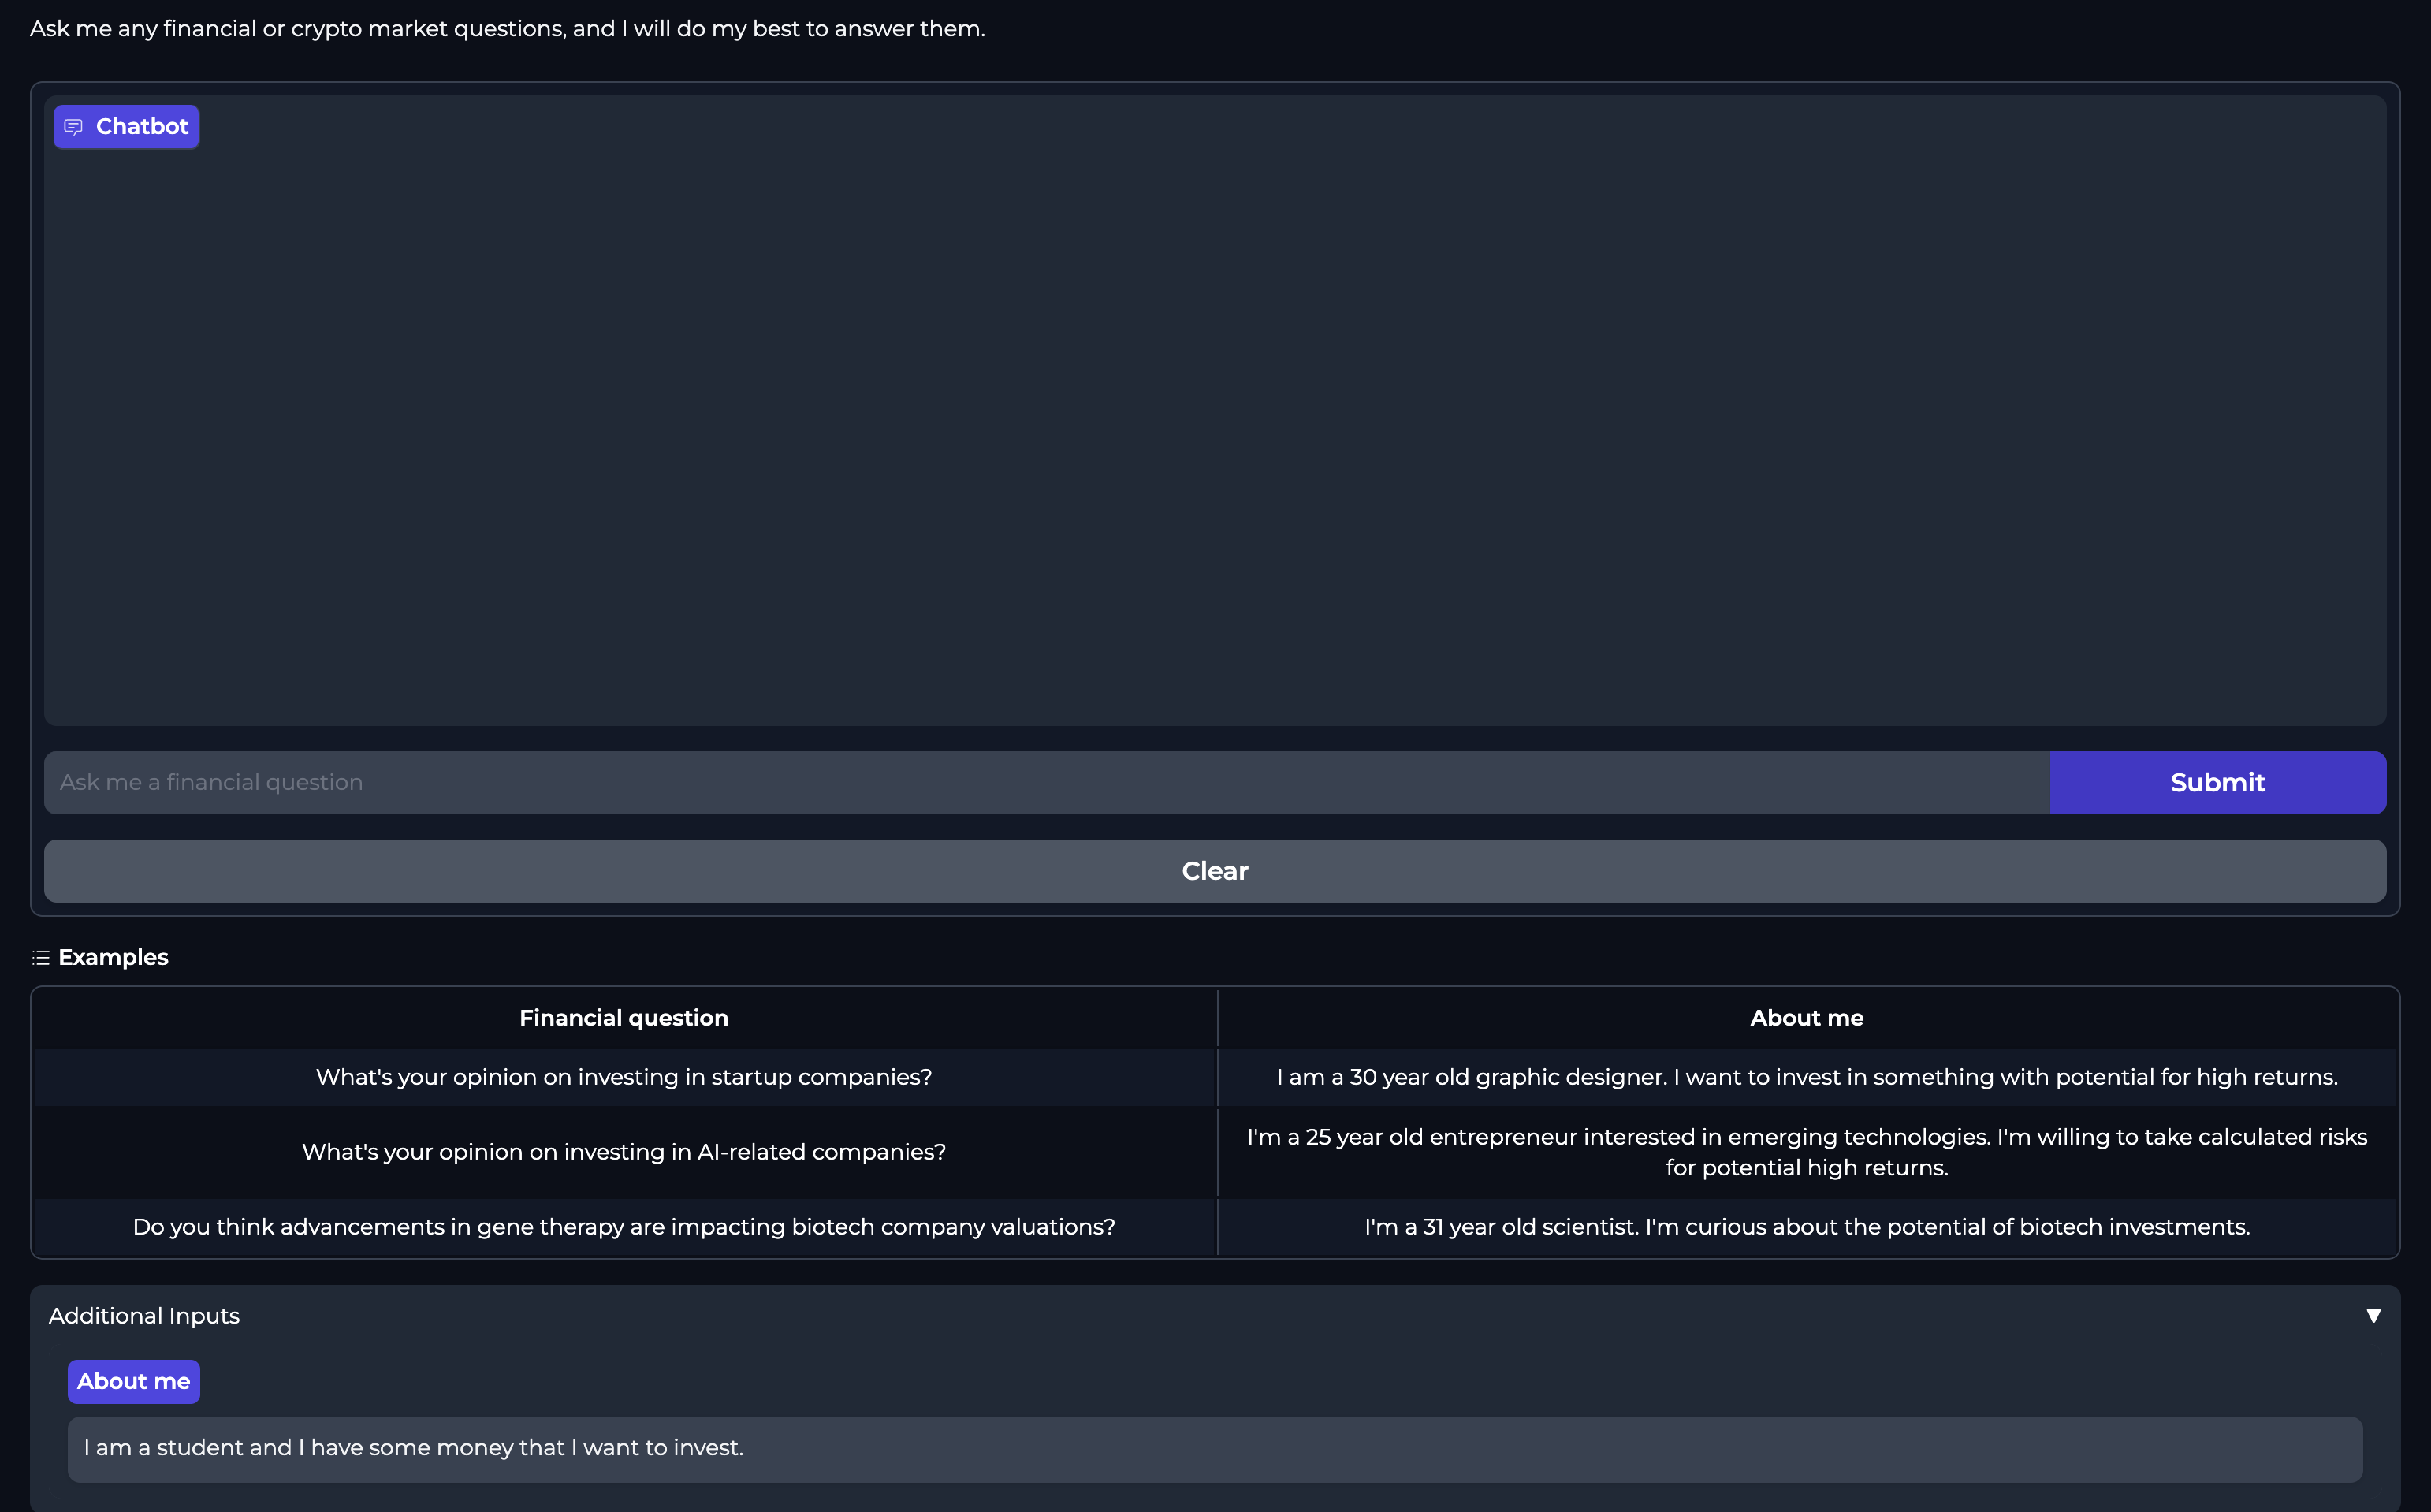 Ask me any financial or crypto market questions, and I will do my best to answer them.
Chatbot
Ask me a financial question
Submit
Clear
Examples
Financial question
About me
What's your opinion on investing in startup companies?
I am a 30 year old graphic designer. I want to invest in something with potential for high returns.
What's your opinion on investing in AI-related companies?
I'm a 25 year old entrepreneur interested in emerging technologies. I'm willing to take calculated risks
for potential high returns.
Do you think advancements in gene therapy are impacting biotech company valuations?
I'm a 31 year old scientist. I'm curious about the potential of biotech investments.
Additional Inputs
About me
I am a student and I have some money that I want to invest.